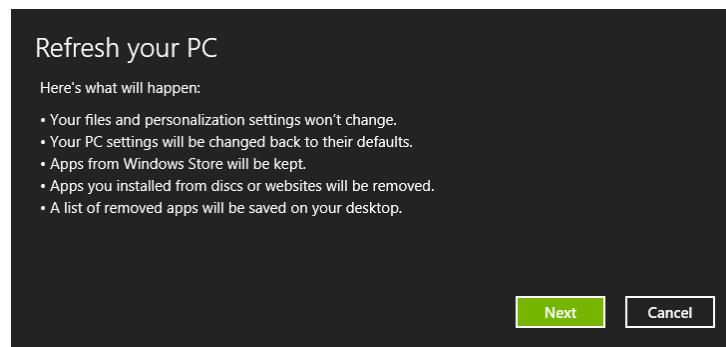 Refresh your PC
Here's what will happen:
• Your files and personalization settings won't change.
• Your PC settings will be changed back to their defaults.
• Apps from Windows Store will be kept.
• Apps you installed from discs or websites will be removed.
• A list of removed apps will be saved on your desktop.
Next Cancel